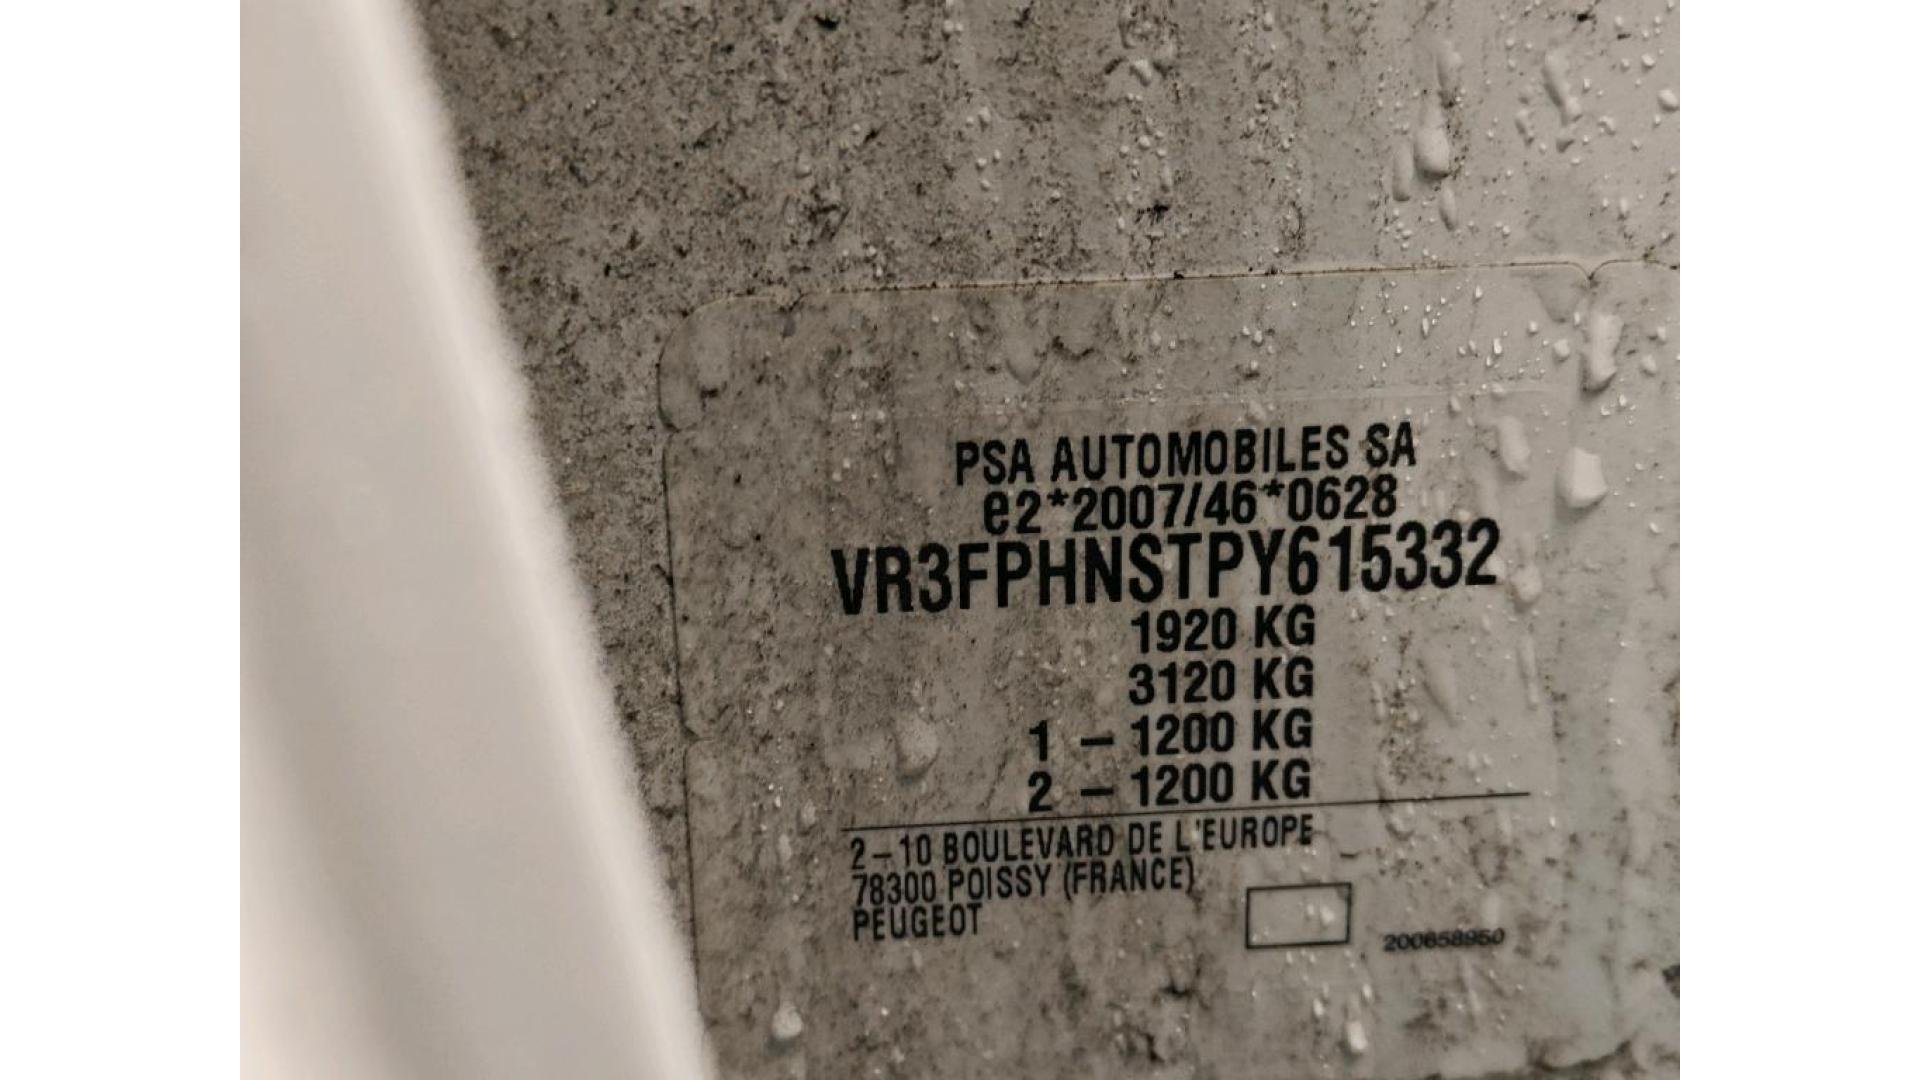 PSA AUTOMOBILES SA
e2*2007/46*0628
VR3FPHNSTPY615332
1920 KG
3120 KG
1 – 1200 KG
2 – 1200 KG
2–10 BOULEVARD DE L'EUROPE
78300 POISSY (FRANCE)
PEUGEOT
200658950